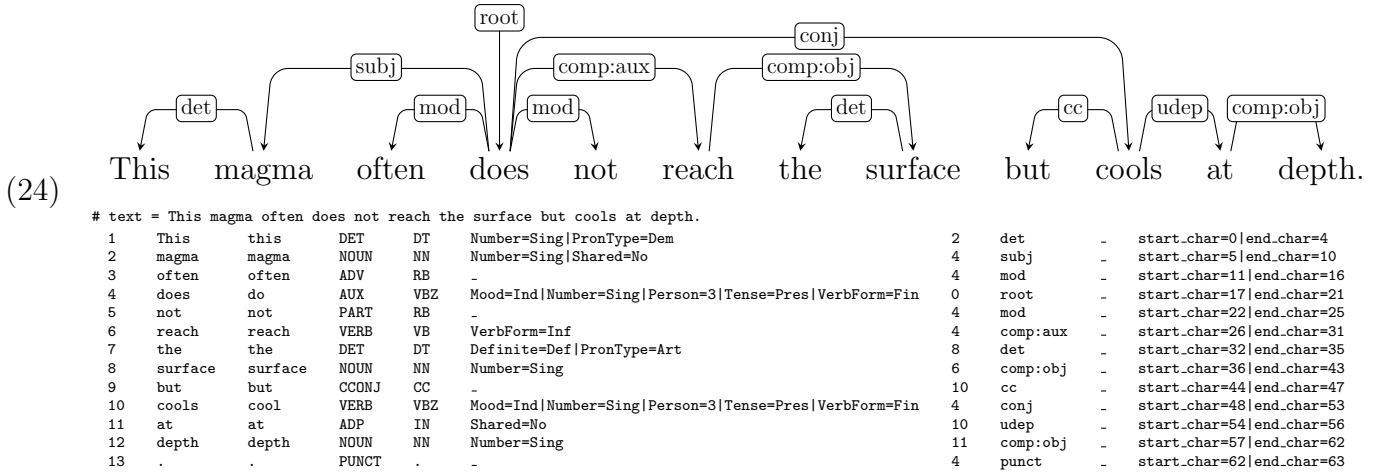 root
conj
subj comp:aux comp:obj
det mod mod det cc udep comp:obj
This magma often does not reach the surface but cools at depth.
(24)
# text = This magma often does not reach the surface but cools at depth.
1 This this DET DT Number=Sing|PronType=Dem 2 det _ start_char=0|end_char=4
2 magma magma NOUN NN Number=Sing|Shared=No 4 subj _ start_char=5|end_char=10
3 often often ADV RB _ 4 mod _ start_char=11|end_char=16
4 does do AUX VBZ Mood=Ind|Number=Sing|Person=3|Tense=Pres|VerbForm=Fin 0 root _ start_char=17|end_char=21
5 not not PART RB _ 4 mod _ start_char=22|end_char=25
6 reach reach VERB VB VerbForm=Inf 4 comp:aux _ start_char=26|end_char=31
7 the the DET DT Definite=Def|PronType=Art 8 det _ start_char=32|end_char=35
8 surface surface NOUN NN Number=Sing 6 comp:obj _ start_char=36|end_char=43
9 but but CCONJ CC _ 10 cc _ start_char=44|end_char=47
10 cools cool VERB VBZ Mood=Ind|Number=Sing|Person=3|Tense=Pres|VerbForm=Fin 4 conj _ start_char=48|end_char=53
11 at at ADP IN Shared=No 10 udep _ start_char=54|end_char=56
12 depth depth NOUN NN Number=Sing 11 comp:obj _ start_char=57|end_char=62
13 . . PUNCT . _ 4 punct _ start_char=62|end_char=63